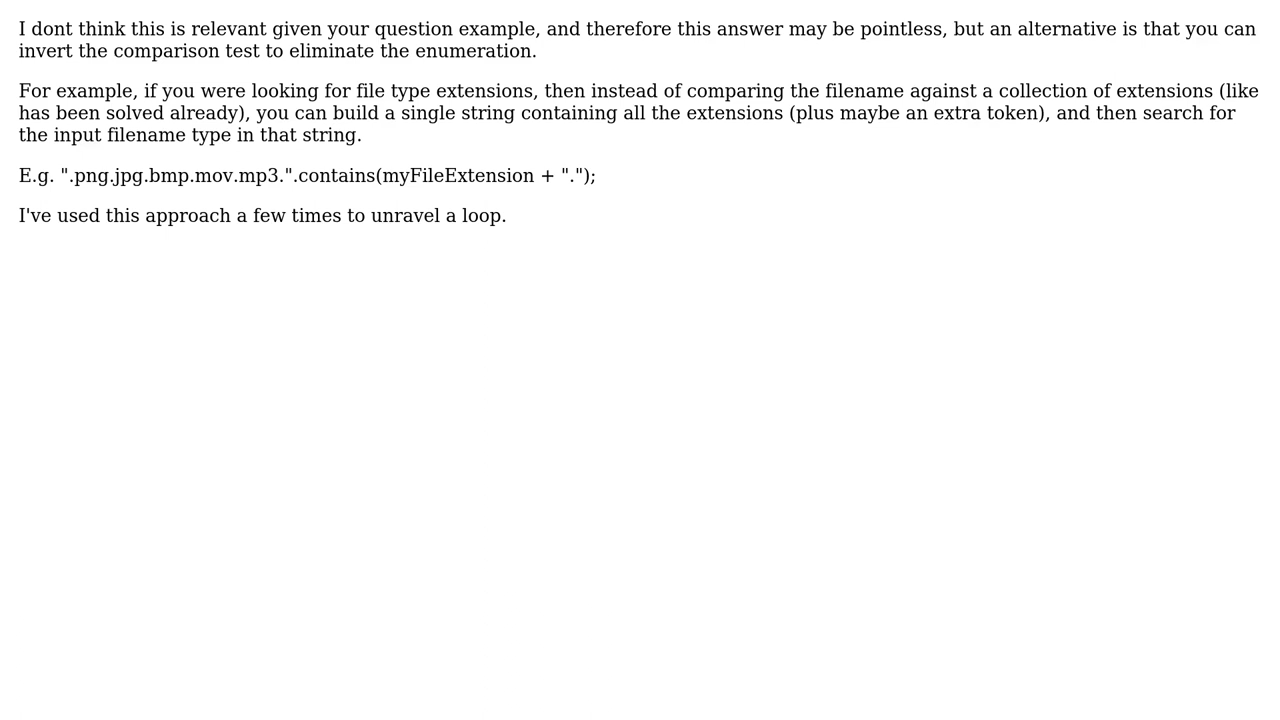 I dont think this is relevant given your question example, and therefore this answer may be pointless, but an alternative is that you can
invert the comparison test to eliminate the enumeration.
For example, if you were looking for file type extensions, then instead of comparing the filename against a collection of extensions (like
has been solved already), you can build a single string containing all the extensions (plus maybe an extra token), and then search for
the input filename type in that string.
E.g. ".png.jpg.bmp.mov.mp3.".contains(myFileExtension + ".");
I've used this approach a few times to unravel a loop.